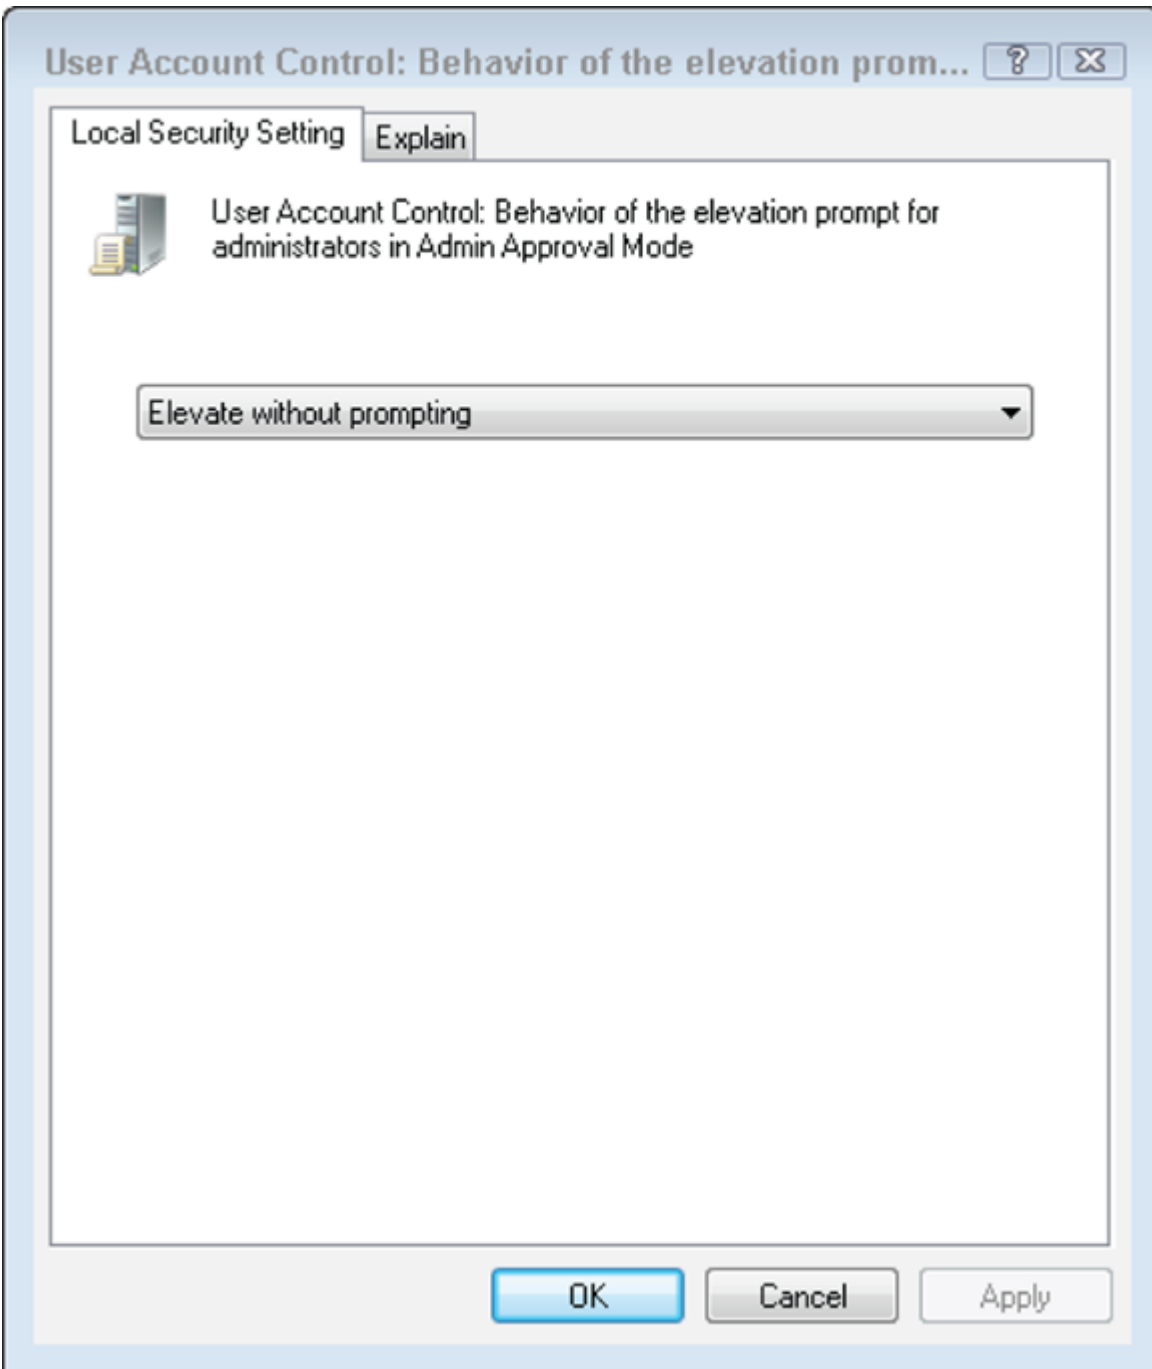 User Account Control: Behavior of the elevation prom...
Local Security Setting
Explain
User Account Control: Behavior of the elevation prompt for
administrators in Admin Approval Mode
Elevate without prompting
OK
Cancel
Apply